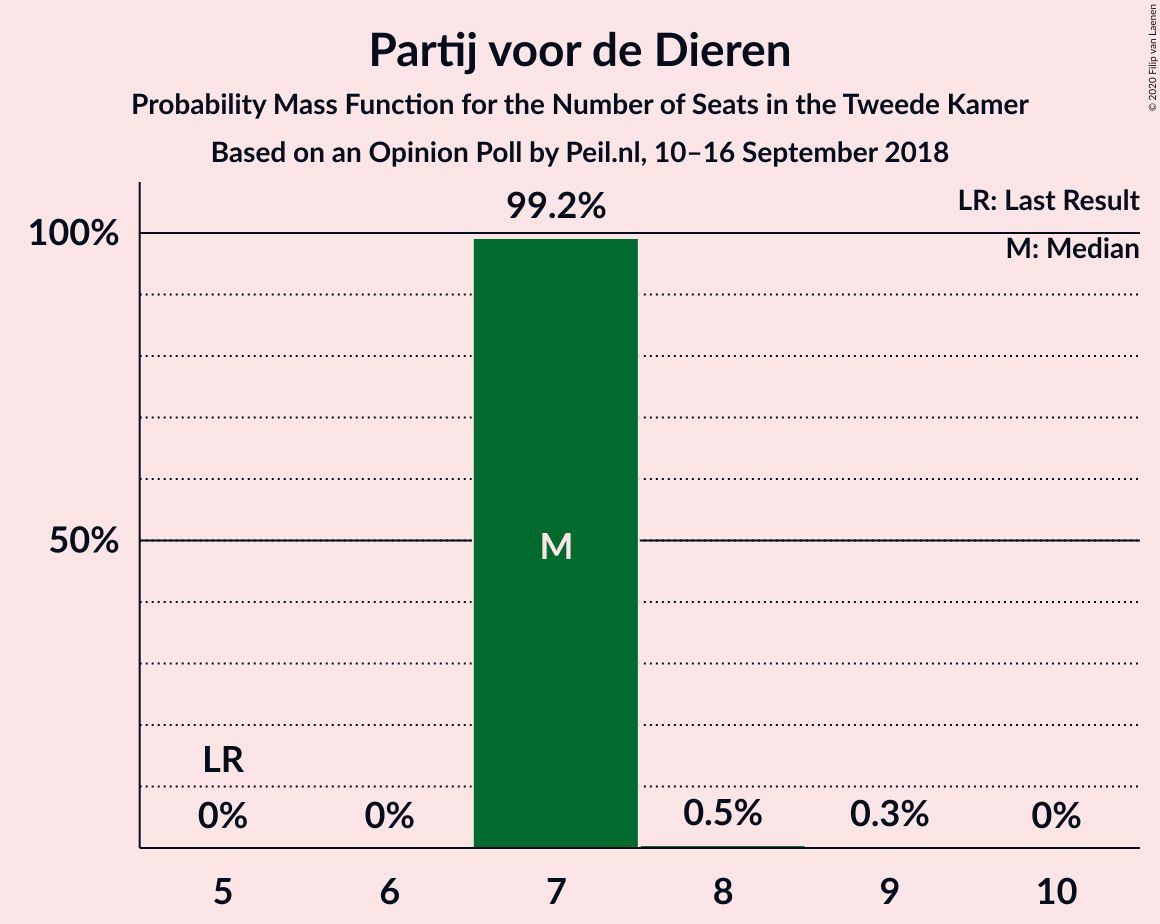 Partij voor de Dieren
Probability Mass Function for the Number of Seats in the Tweede Kamer
Based on an Opinion Poll by Peil.nl, 10–16 September 2018
© 2020 Filip van Laenen
LR: Last Result
M: Median
100%
50%
99.2%
M
LR
0%
0%
0.5%
0.3%
0%
5
6
7
8
9
10